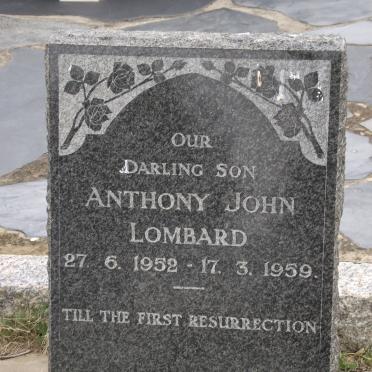 OUR
DARLING SON
ANTHONY JOHN
LOMBARD
27. 6. 1952 - 17. 3. 1959.
TILL THE FIRST RESURRECTION